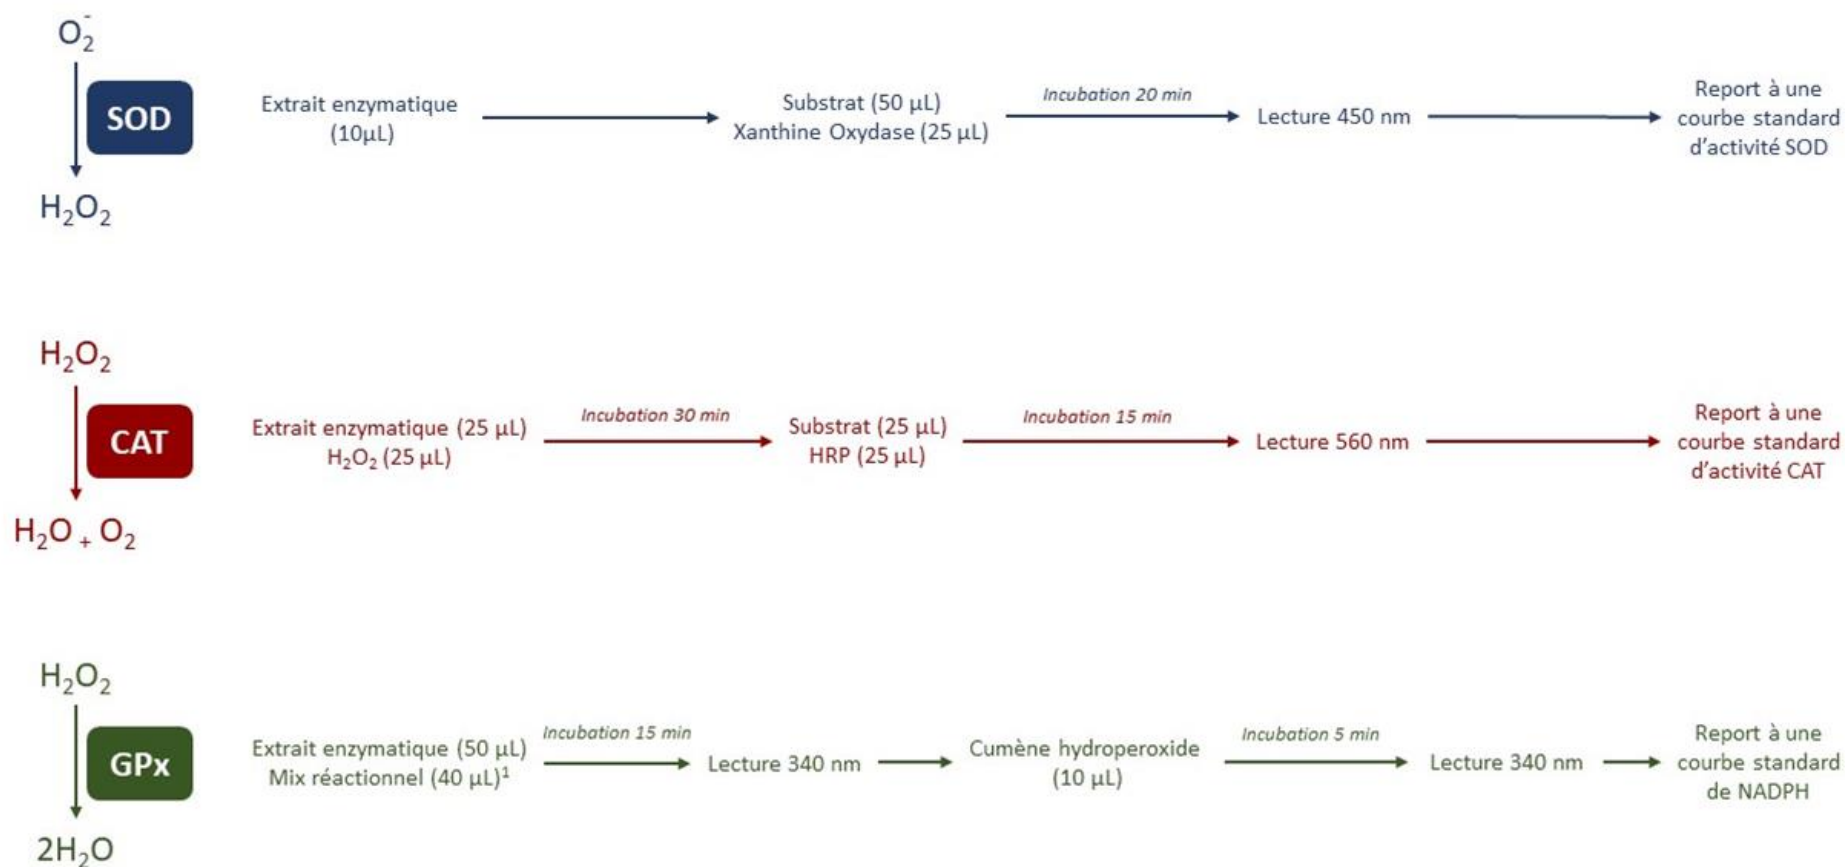 O₂⁻
SOD
H₂O₂
Extrait enzymatique
(10µL)
Substrat (50 µL)
Xanthine Oxydase (25 µL)
Incubation 20 min
Lecture 450 nm
Report à une
courbe standard
d’activité SOD
H₂O₂
CAT
H₂O + O₂
Extrait enzymatique (25 µL)
H₂O₂ (25 µL)
Incubation 30 min
Substrat (25 µL)
HRP (25 µL)
Incubation 15 min
Lecture 560 nm
Report à une
courbe standard
d’activité CAT
H₂O₂
GPx
2H₂O
Extrait enzymatique (50 µL)
Mix réactionnel (40 µL)¹
Incubation 15 min
Lecture 340 nm
Cumène hydroperoxide
(10 µL)
Incubation 5 min
Lecture 340 nm
Report à une
courbe standard
de NADPH